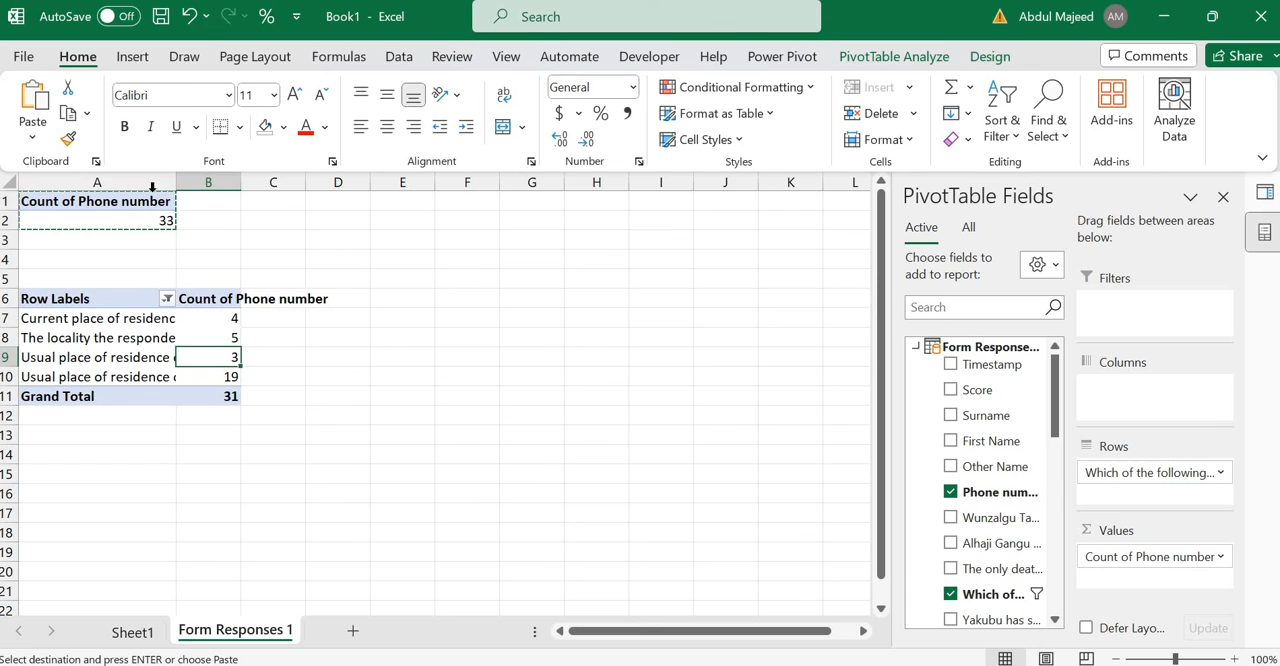 AutoSave Off Book1 - Excel Search Abdul Majeed AM
File Home Insert Draw Page Layout Formulas Data Review View Automate Developer Help Power Pivot PivotTable Analyze Design Comments Share
Paste
Clipboard
Calibri 11
Font
Alignment
General
Number
Conditional Formatting
Format as Table
Cell Styles
Styles
Insert
Delete
Format
Cells
Sort &
Filter
Find &
Select
Editing
Add-ins
Add-ins
Analyze
Data
A B C D E F G H I J K L
1 Count of Phone number
2 33
3
4
5
6 Row Labels Count of Phone number
7 Current place of residenc 4
8 The locality the responde 5
9 Usual place of residence 3
10 Usual place of residence 19
11 Grand Total 31
12
13
14
15
16
17
18
19
20
21
22
Sheet1 Form Responses 1
Select destination and press ENTER or choose Paste
100%
PivotTable Fields
Active All
Choose fields to
add to report:
Search
Form Response...
Timestamp
Score
Surname
First Name
Other Name
Phone num...
Wunzalgu Ta...
Alhaji Gangu ...
The only deat...
Which of...
Yakubu has s...
Drag fields between areas
below:
Filters
Columns
Rows
Which of the following...
Σ Values
Count of Phone number
Defer Layo... Update